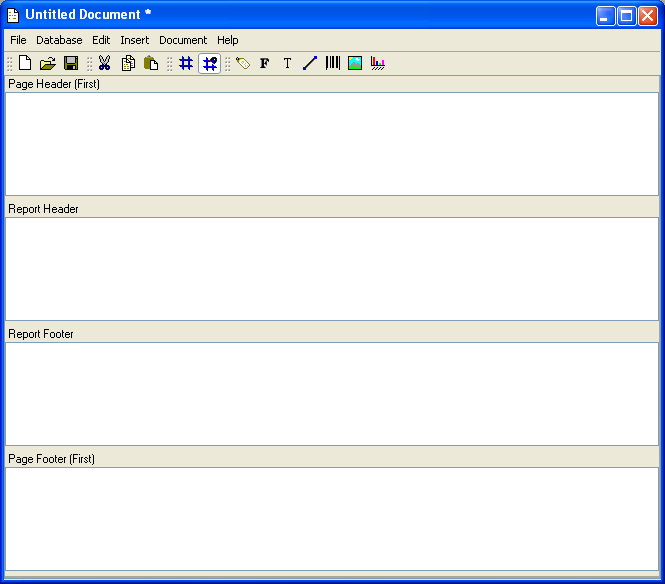 Untitled Document *
File Database Edit Insert Document Help
F T
Page Header (First)
Report Header
Report Footer
Page Footer (First)